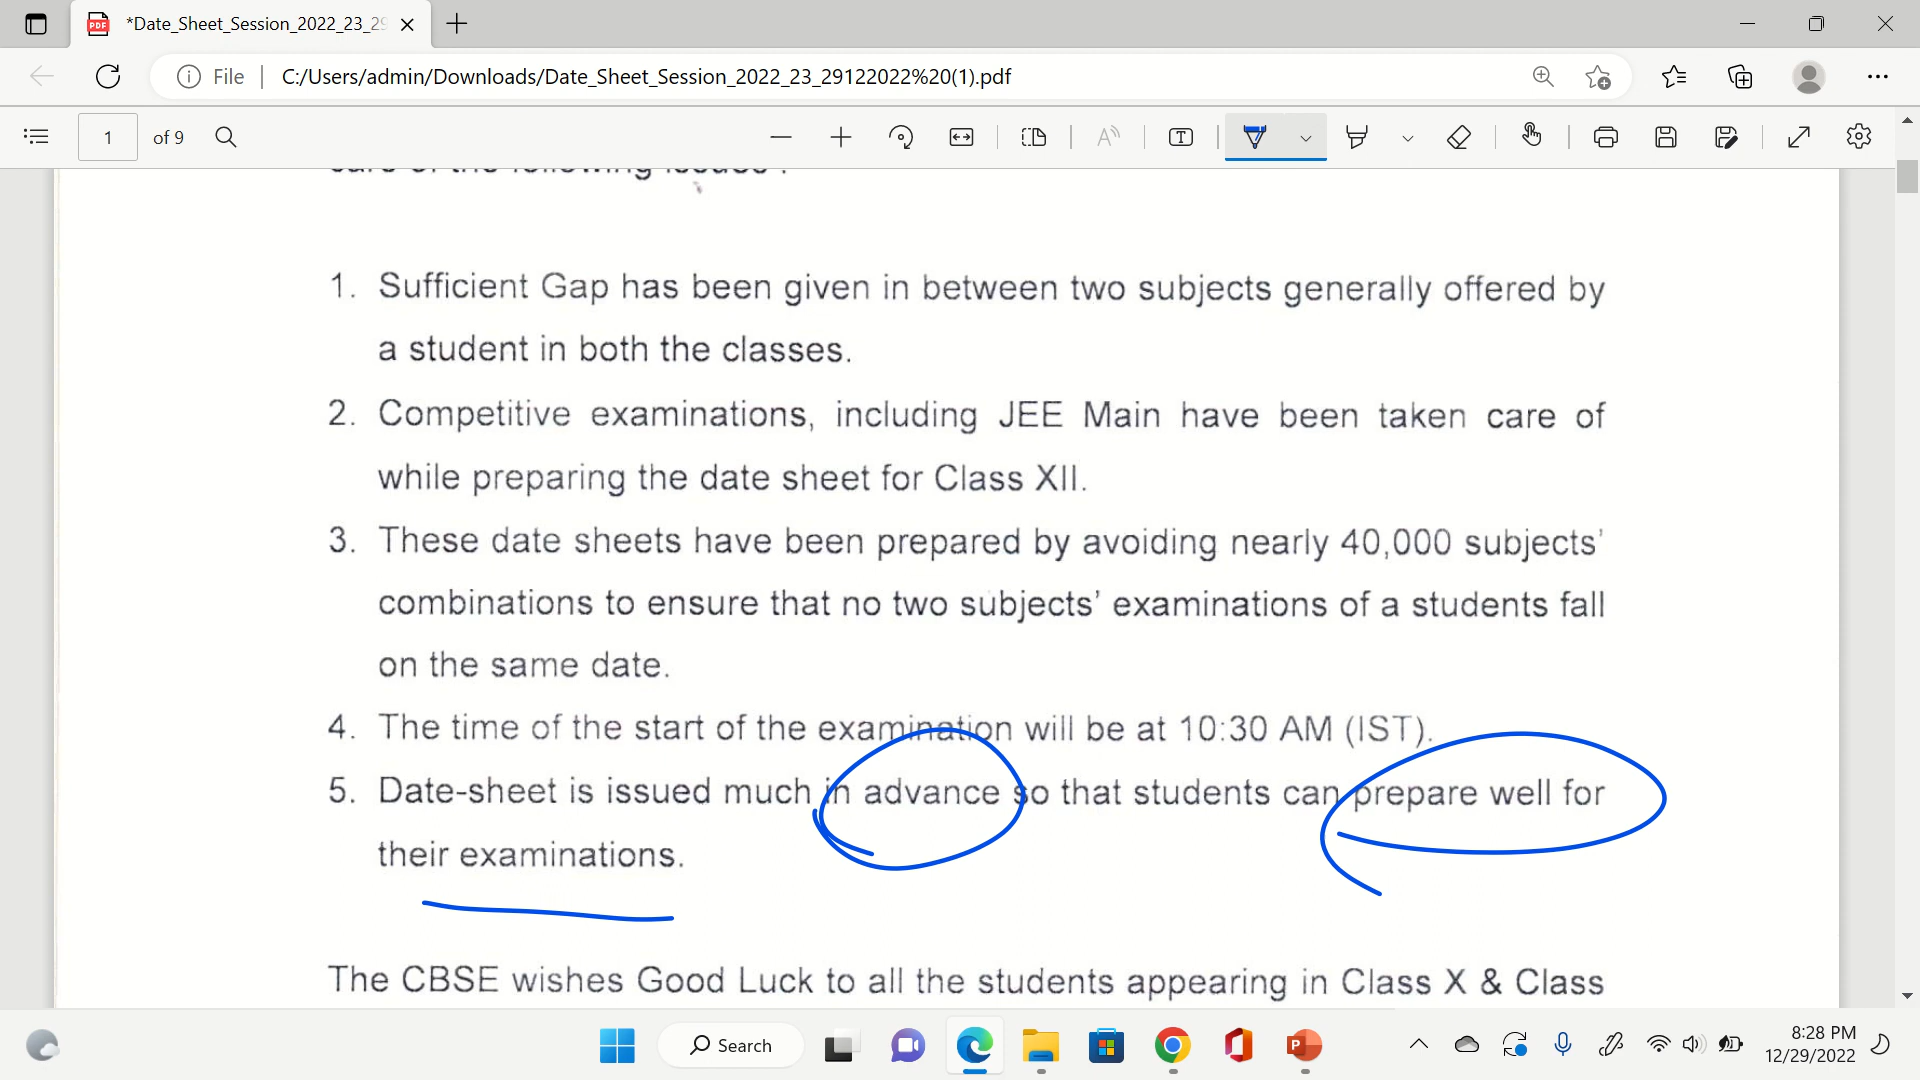 *Date_Sheet_Session_2022_23_29
File
C:/Users/admin/Downloads/Date_Sheet_Session_2022_23_29122022%20(1).pdf
1 of 9
care of the following issues :
1. Sufficient Gap has been given in between two subjects generally offered by
a student in both the classes.
2. Competitive examinations, including JEE Main have been taken care of
while preparing the date sheet for Class XII.
3. These date sheets have been prepared by avoiding nearly 40,000 subjects'
combinations to ensure that no two subjects' examinations of a students fall
on the same date.
4. The time of the start of the examination will be at 10:30 AM (IST).
5. Date-sheet is issued much in advance so that students can prepare well for
their examinations.
The CBSE wishes Good Luck to all the students appearing in Class X & Class
Search
8:28 PM
12/29/2022